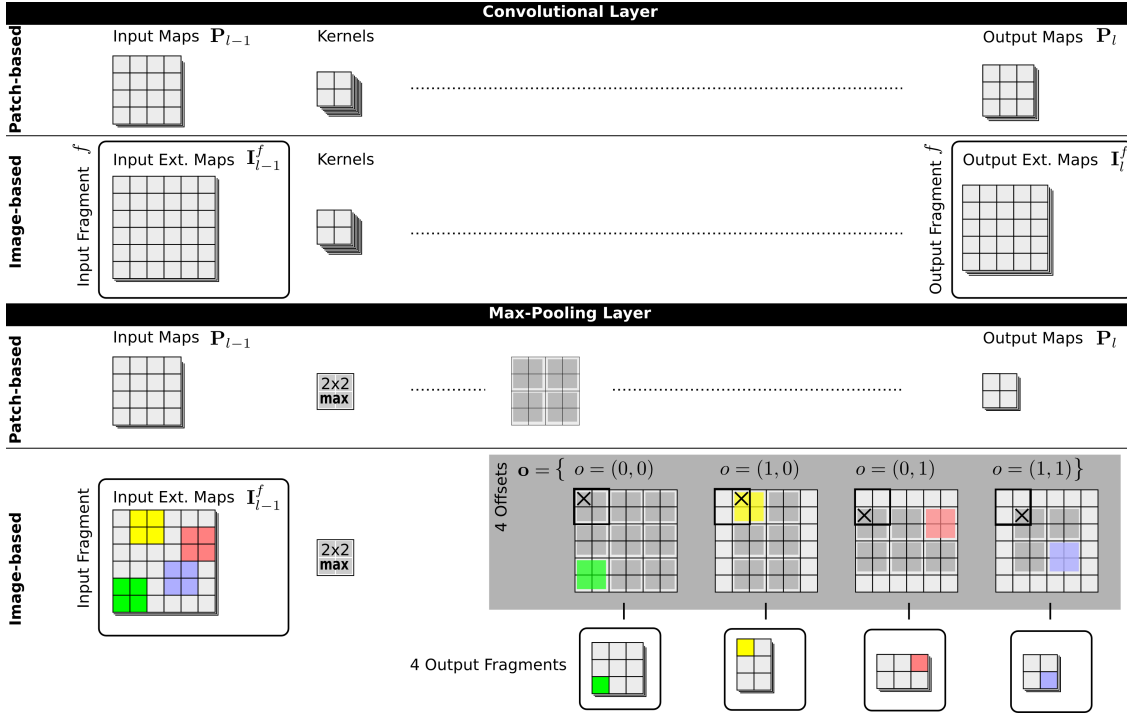 Convolutional Layer
Patch-based
Input Maps P_{l-1}
Kernels
Output Maps P_l
Image-based
Input Fragment f
Input Ext. Maps I^f_{l-1}
Kernels
Output Fragment f
Output Ext. Maps I^f_l
Max-Pooling Layer
Patch-based
Input Maps P_{l-1}
2x2
max
Output Maps P_l
Image-based
Input Fragment
Input Ext. Maps I^f_{l-1}
2x2
max
4 Offsets
o = { o = (0, 0) o = (1, 0) o = (0, 1) o = (1, 1)}
4 Output Fragments